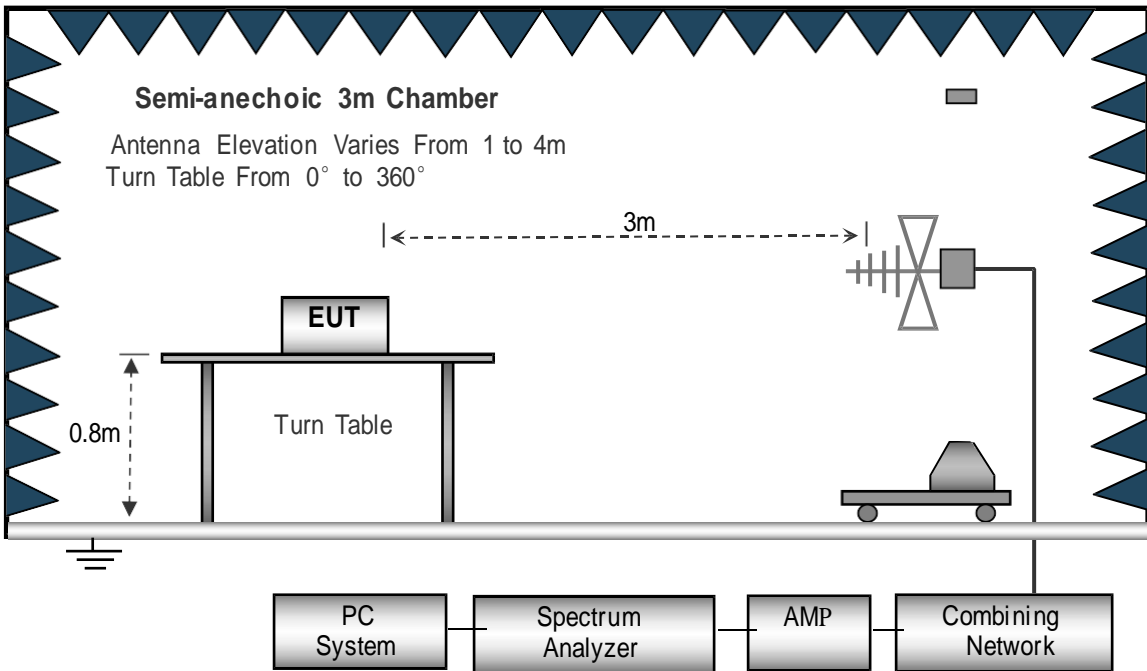 Semi-anechoic 3m Chamber
Antenna Elevation Varies From 1 to 4m
Turn Table From 0° to 360°
3m
EUT
0.8m
Turn Table
PC
System
Spectrum
Analyzer
AMP
Combining
Network